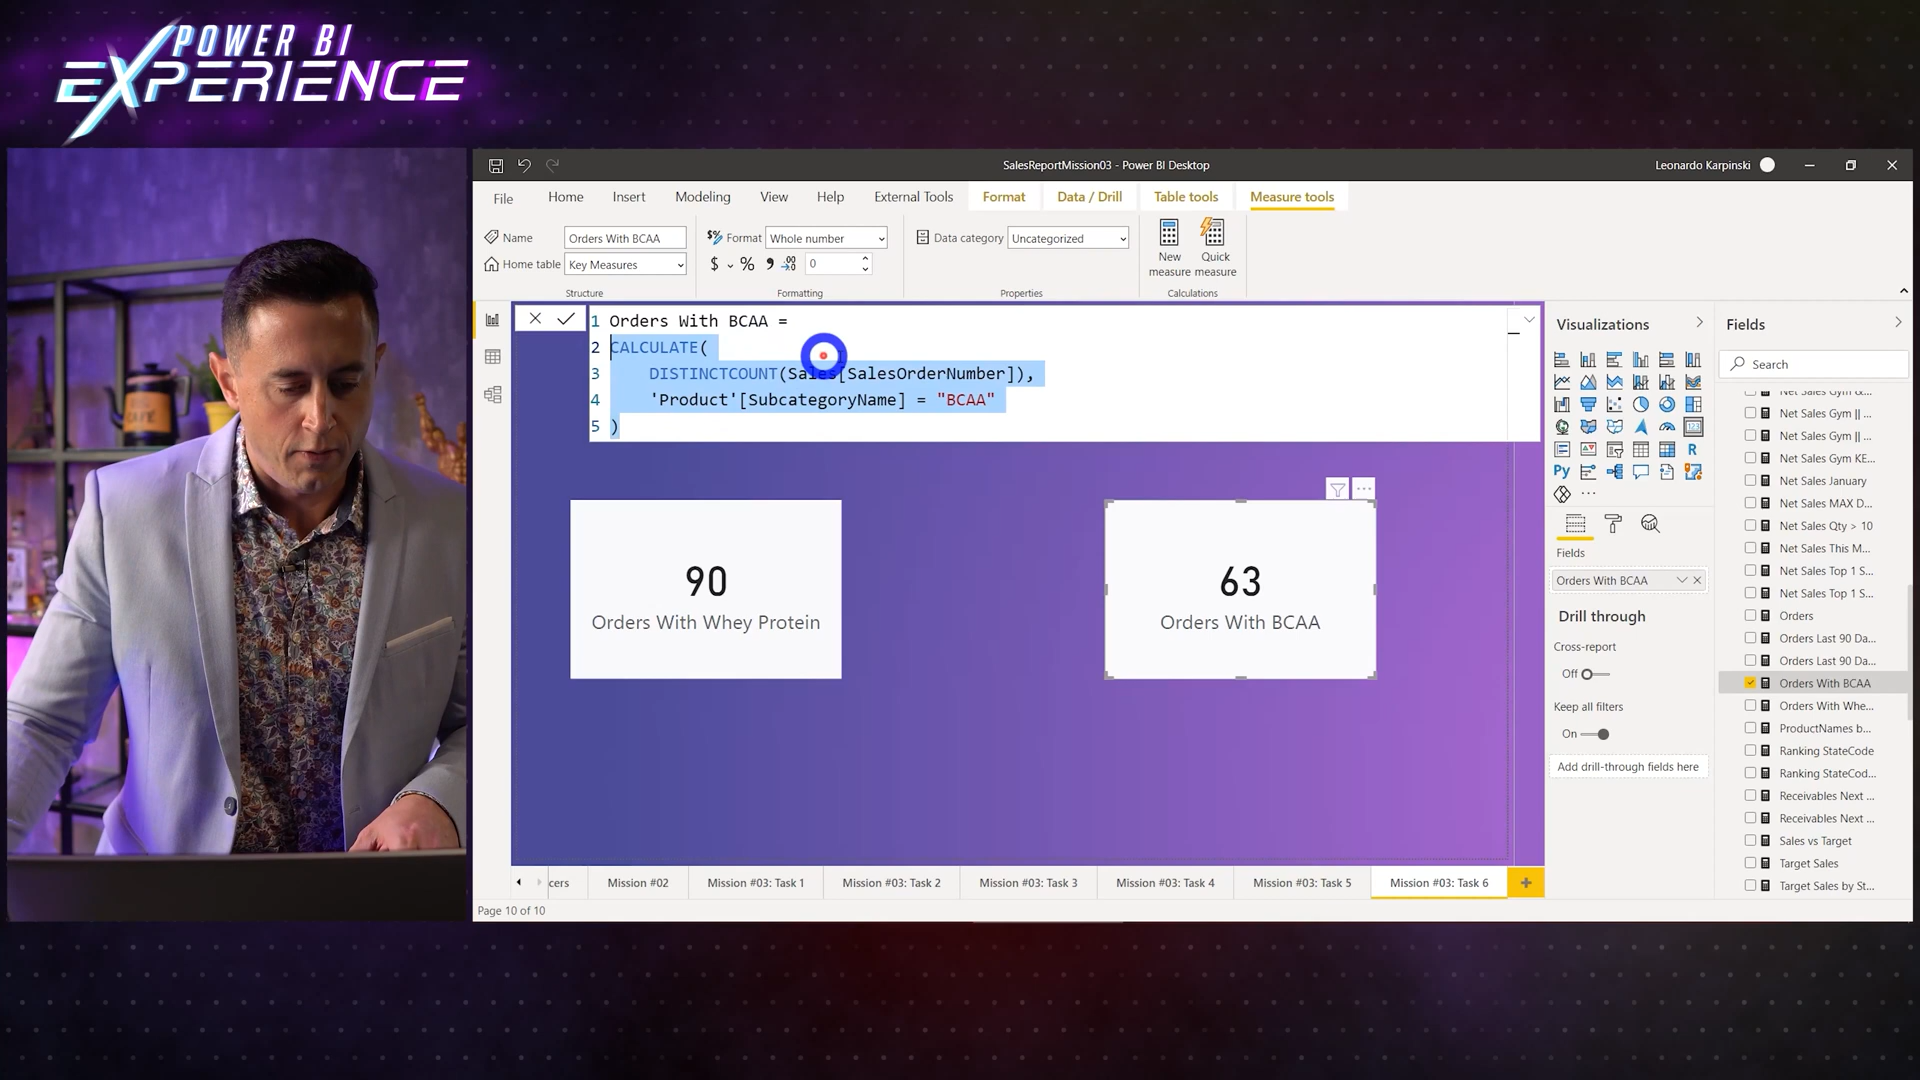 POWER BI
EXPERIENCE
SalesReportMission03 - Power BI Desktop
Leonardo Karpinski
File
Home
Insert
Modeling
View
Help
External Tools
Format
Data / Drill
Table tools
Measure tools
Name
Orders With BCAA
Home table
Key Measures
Structure
Format
Whole number
$
%
0
Formatting
Data category
Uncategorized
Properties
New
measure
Quick
measure
Calculations
1 Orders With BCAA =
2 CALCULATE(
3 DISTINCTCOUNT(Sales[SalesOrderNumber]),
4 'Product'[SubcategoryName] = "BCAA"
5 )
90
Orders With Whey Protein
63
Orders With BCAA
Visualizations
123
R
Py
Fields
Orders With BCAA
Drill through
Cross-report
Off
Keep all filters
On
Add drill-through fields here
Fields
Search
Net Sales Gym || ...
Net Sales Gym || ...
Net Sales Gym KE...
Net Sales January
Net Sales MAX D...
Net Sales Qty > 10
Net Sales This M...
Net Sales Top 1 S...
Net Sales Top 1 S...
Orders
Orders Last 90 Da...
Orders Last 90 Da...
Orders With BCAA
Orders With Whe...
ProductNames b...
Ranking StateCode
Ranking StateCod...
Receivables Next ...
Receivables Next ...
Sales vs Target
Target Sales
Target Sales by St...
cers
Mission #02
Mission #03: Task 1
Mission #03: Task 2
Mission #03: Task 3
Mission #03: Task 4
Mission #03: Task 5
Mission #03: Task 6
Page 10 of 10
COFFEE